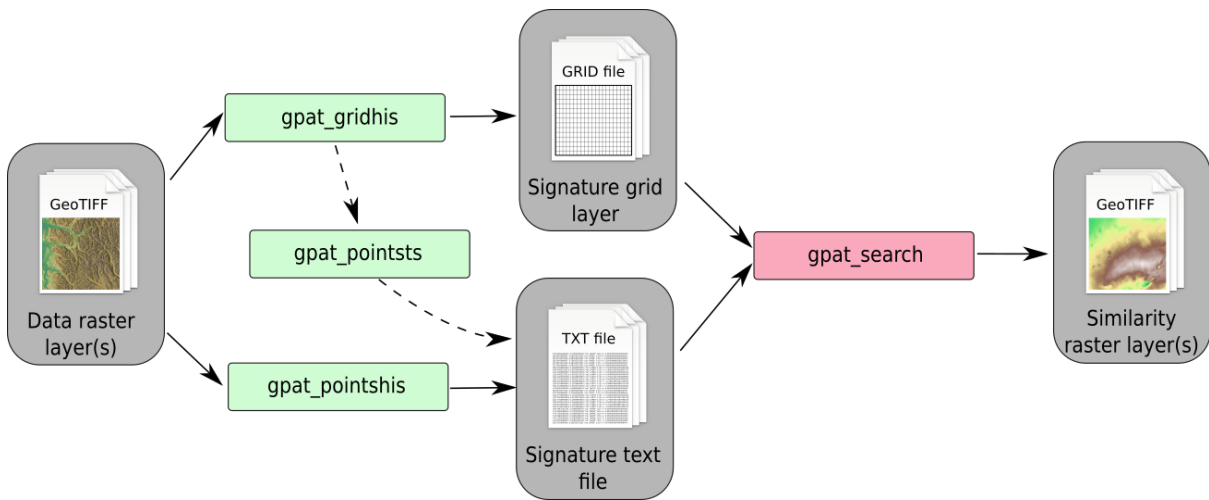 GeoTIFF
Data raster
layer(s)
gpat_gridhis
gpat_pointsts
gpat_pointshis
GRID file
Signature grid
layer
TXT file
Signature text
file
gpat_search
GeoTIFF
Similarity
raster layer(s)